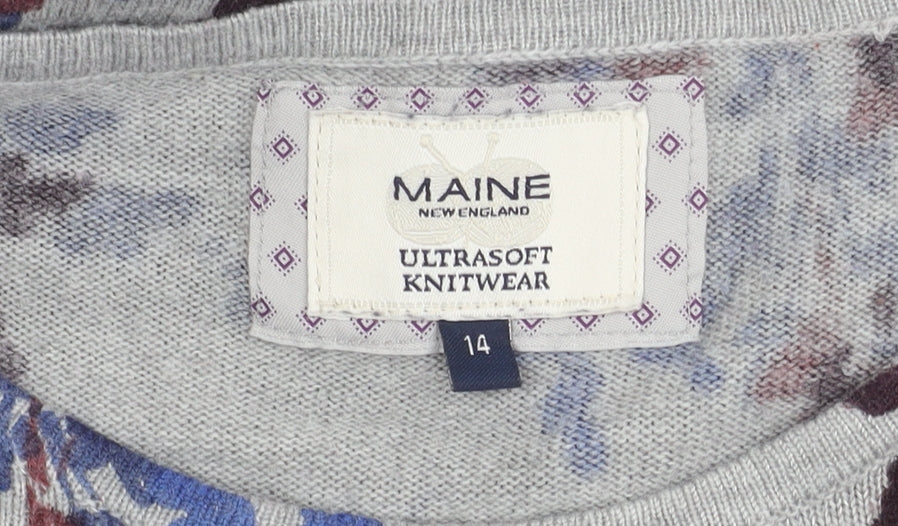 MAINE
NEW ENGLAND
ULTRASOFT
KNITWEAR
14